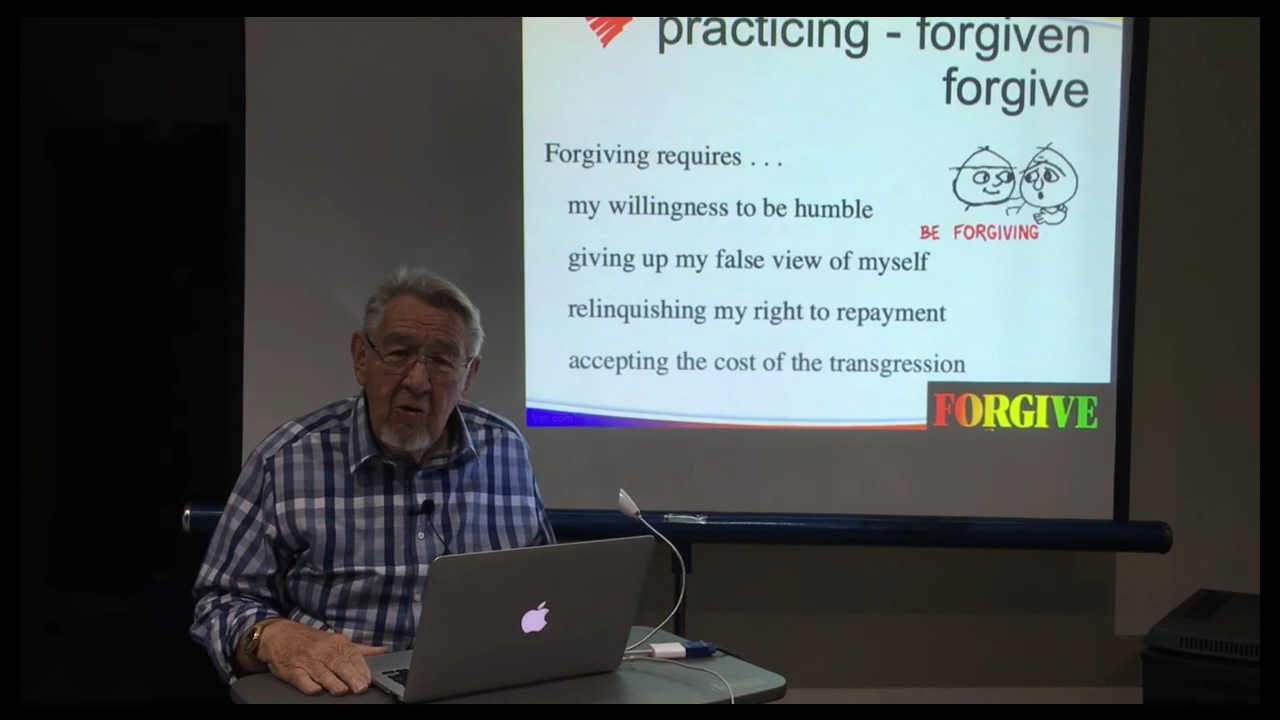 practicing - forgiven
forgive
Forgiving requires . . .
my willingness to be humble
BE FORGIVING
giving up my false view of myself
relinquishing my right to repayment
accepting the cost of the transgression
FORGIVE